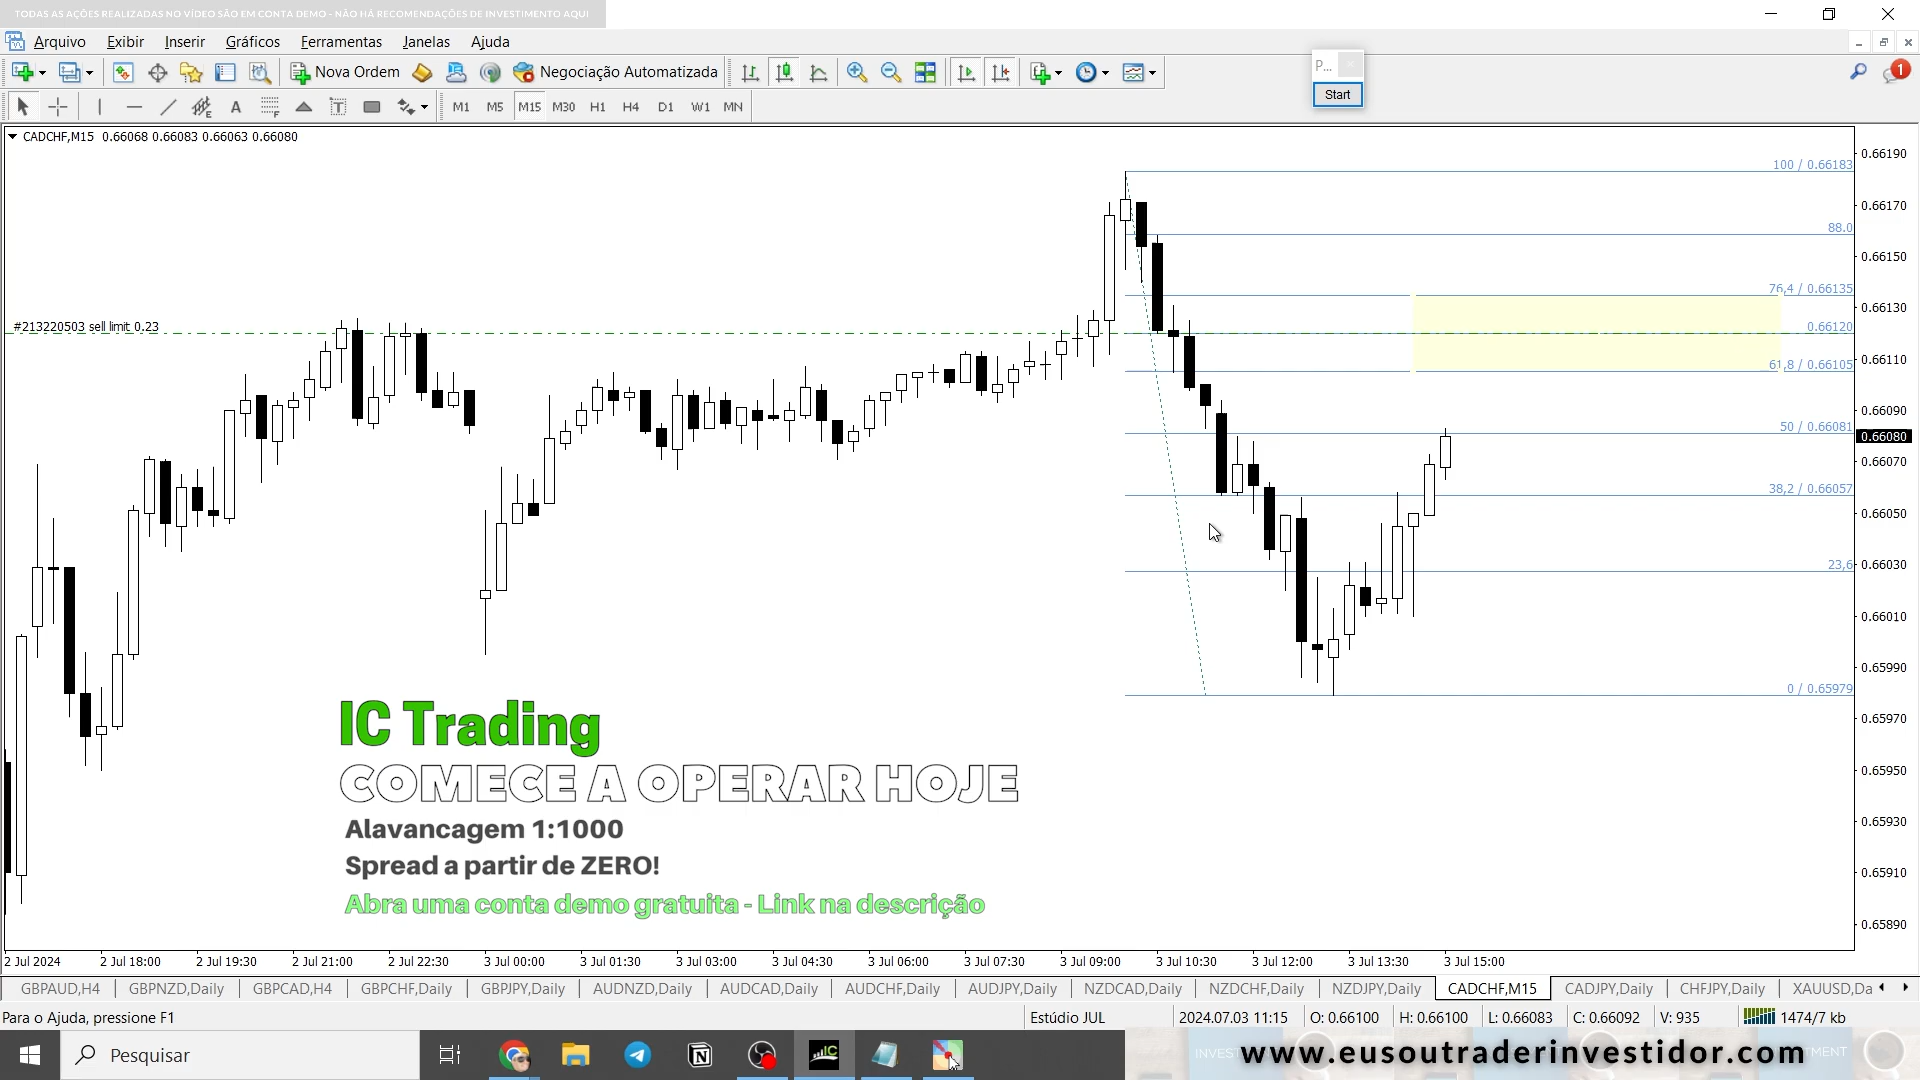 TODAS AS AÇÕES REALIZADAS NO VÍDEO SÃO EM CONTA DEMO - NÃO HÁ RECOMENDAÇÕES DE INVESTIMENTO AQUI
Arquivo Exibir Inserir Gráficos Ferramentas Janelas Ajuda
P...
Nova Ordem Negociação Automatizada
1
Start
A M1 M5 M15 M30 H1 H4 D1 W1 MN
CADCHF,M15 0.66068 0.66083 0.66063 0.66080
0.66190
100 / 0.66183
0.66170
88.0
0.66150
76,4 / 0.66135
0.66130
#213220503 sell limit 0.23
0.66120
61,8 / 0.66105
0.66110
0.66090
50 / 0.66081
0.66080
0.66070
38,2 / 0.66057
0.66050
23,6
0.66030
0.66010
0.65990
0 / 0.65979
0.65970
0.65950
0.65930
0.65910
0.65890
IC Trading
COMECE A OPERAR HOJE
Alavancagem 1:1000
Spread a partir de ZERO!
Abra uma conta demo gratuita - Link na descrição
2 Jul 2024 2 Jul 18:00 2 Jul 19:30 2 Jul 21:00 2 Jul 22:30 3 Jul 00:00 3 Jul 01:30 3 Jul 03:00 3 Jul 04:30 3 Jul 06:00 3 Jul 07:30 3 Jul 09:00 3 Jul 10:30 3 Jul 12:00 3 Jul 13:30 3 Jul 15:00
GBPAUD,H4 GBPNZD,Daily GBPCAD,H4 GBPCHF,Daily GBPJPY,Daily AUDNZD,Daily AUDCAD,Daily AUDCHF,Daily AUDJPY,Daily NZDCAD,Daily NZDCHF,Daily NZDJPY,Daily CADCHF,M15 CADJPY,Daily CHFJPY,Daily XAUUSD,Da
Para o Ajuda, pressione F1 Estúdio JUL 2024.07.03 11:15 O: 0.66100 H: 0.66100 L: 0.66083 C: 0.66092 V: 935 1474/7 kb
Pesquisar
www.eusoutraderinvestidor.com